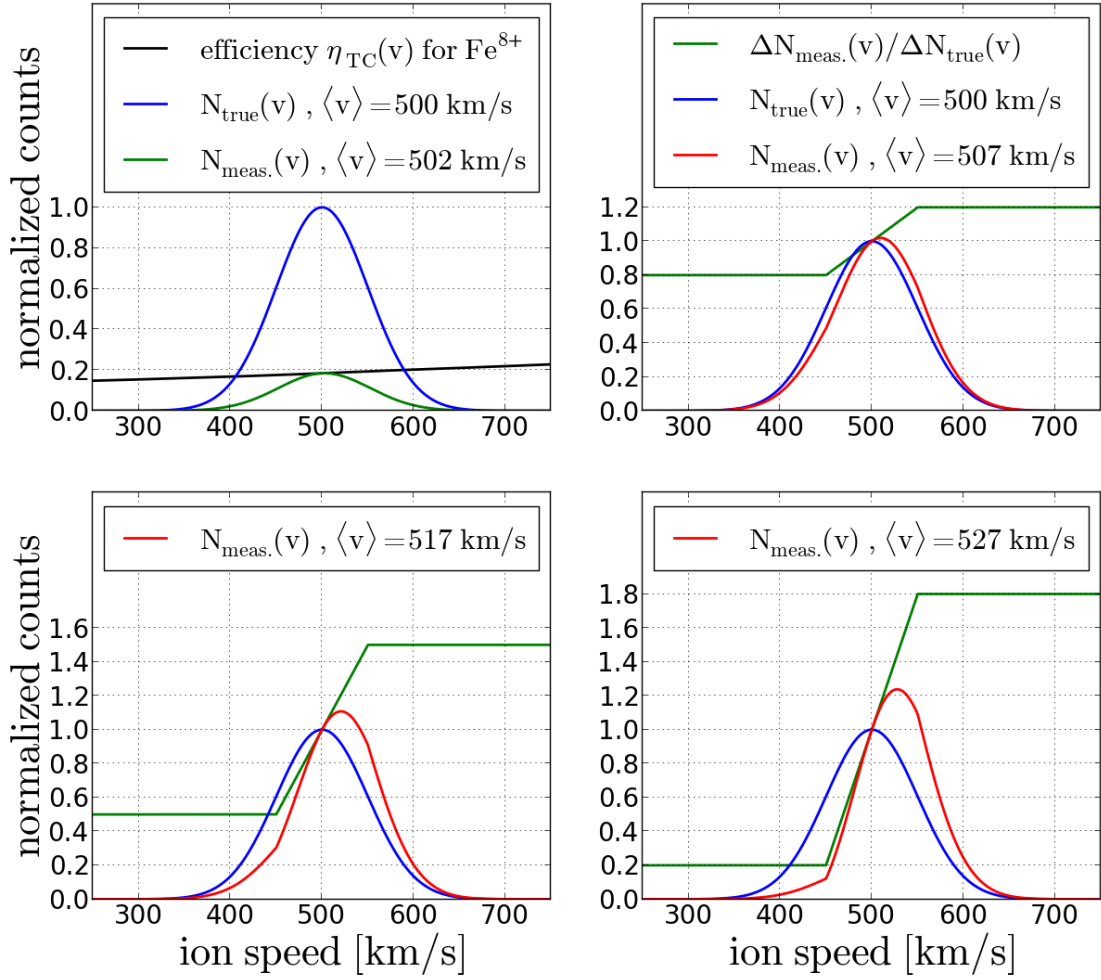 efficiency η_TC(v) for Fe⁸⁺
N_true(v) , ⟨v⟩=500 km/s
N_meas.(v) , ⟨v⟩=502 km/s
normalized counts
1.0
0.8
0.6
0.4
0.2
0.0
300 400 500 600 700
ΔN_meas.(v)/ΔN_true(v)
N_true(v) , ⟨v⟩=500 km/s
N_meas.(v) , ⟨v⟩=507 km/s
1.2
1.0
0.8
0.6
0.4
0.2
0.0
300 400 500 600 700
N_meas.(v) , ⟨v⟩=517 km/s
normalized counts
1.6
1.4
1.2
1.0
0.8
0.6
0.4
0.2
0.0
300 400 500 600 700
ion speed [km/s]
N_meas.(v) , ⟨v⟩=527 km/s
1.8
1.6
1.4
1.2
1.0
0.8
0.6
0.4
0.2
0.0
300 400 500 600 700
ion speed [km/s]